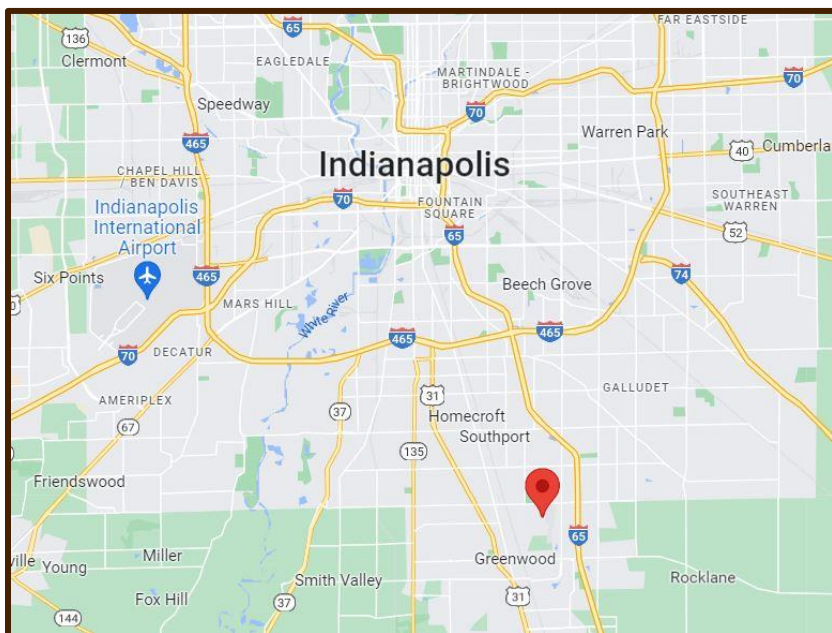 136
65
FAR EASTSIDE
Clermont
EAGLEDALE
MARTINDALE -
BRIGHTWOOD
70
Speedway
70
465
Warren Park
40
Cumberla
Indianapolis
CHAPEL HILL
/ BEN DAVIS
70
FOUNTAIN
SQUARE
SOUTHEAST
WARREN
Indianapolis
International
Airport
65
52
Six Points
465
Beech Grove
74
MARS HILL
White River
465
465
70
DECATUR
AMERIPLEX
67
37
31
GALLUDET
Homecroft
Southport
135
Friendswood
65
ville
Young
Miller
Smith Valley
Greenwood
Rocklane
Fox Hill
37
31
144